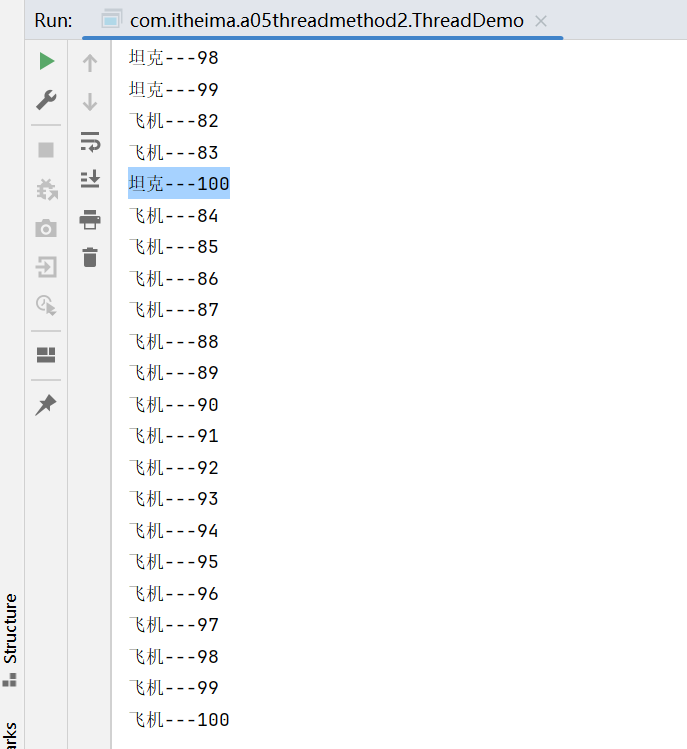 Run: com.itheima.a05threadmethod2.ThreadDemo
坦克---98
坦克---99
飞机---82
飞机---83
坦克---100
飞机---84
飞机---85
飞机---86
飞机---87
飞机---88
飞机---89
飞机---90
飞机---91
飞机---92
飞机---93
飞机---94
飞机---95
飞机---96
飞机---97
飞机---98
飞机---99
飞机---100
Structure
arks